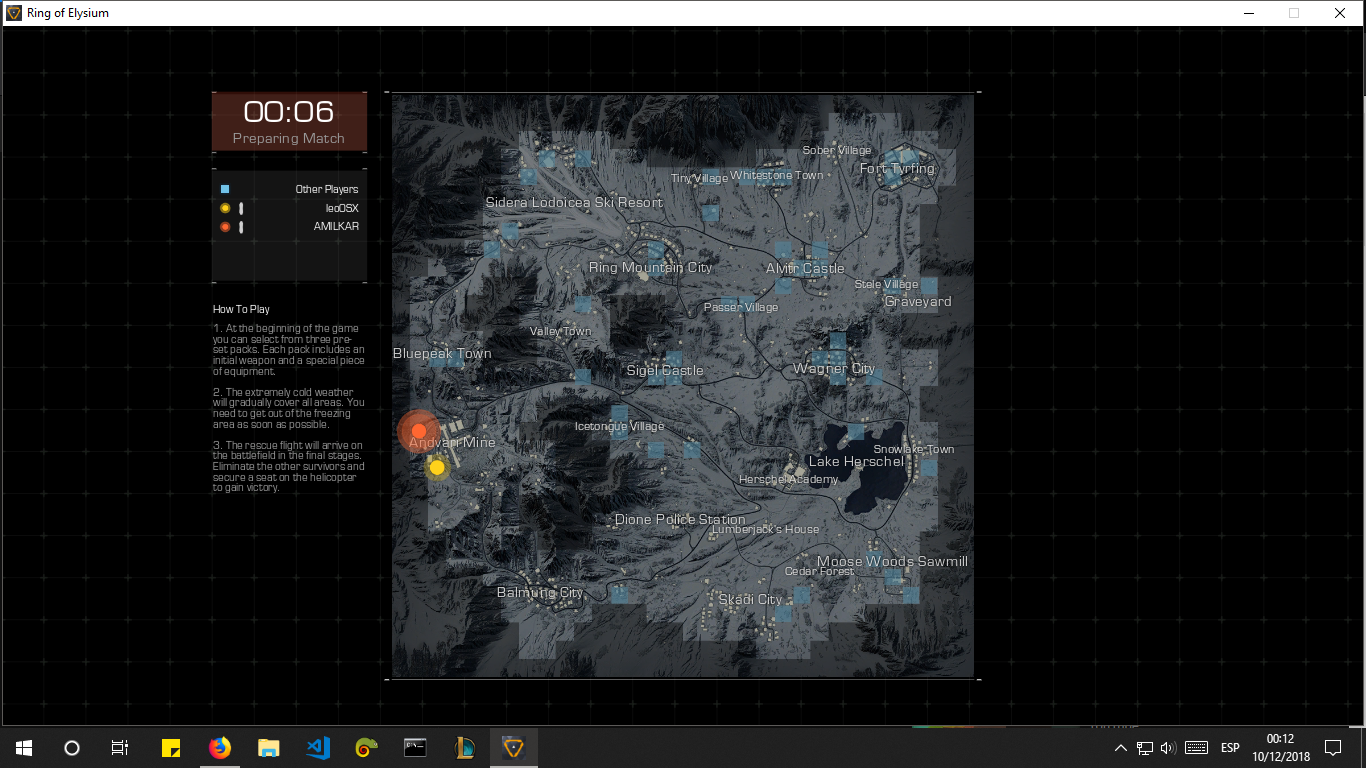 Ring of Elysium
00:06
Preparing Match
Other Players
leoOSX
AMILKAR
How To Play
1. At the beginning of the game
you can select from three pre-
set packs. Each pack includes an
initial weapon and a special piece
of equipment.
2. The extremely cold weather
will gradually cover all areas. You
need to get out of the freezing
area as soon as possible.
3. The rescue flight will arrive on
the battlefield in the final stages.
Eliminate the other survivors and
secure a seat on the helicopter
to gain victory.
Sober Village
Fort Tyrfing
Tiny Village
Whitestone Town
Sidera Lodoicea Ski Resort
Ring Mountain City
Alvitr Castle
Stele Village
Graveyard
Passer Village
Valley Town
Bluepeak Town
Sigel Castle
Wagner City
Icetongue Village
Andvari Mine
Snowlake Town
Lake Herschel
Herschel Academy
Dione Police Station
Lumberjack's House
Moose Woods Sawmill
Cedar Forest
Balmung City
Skadi City
ESP
00:12
10/12/2018